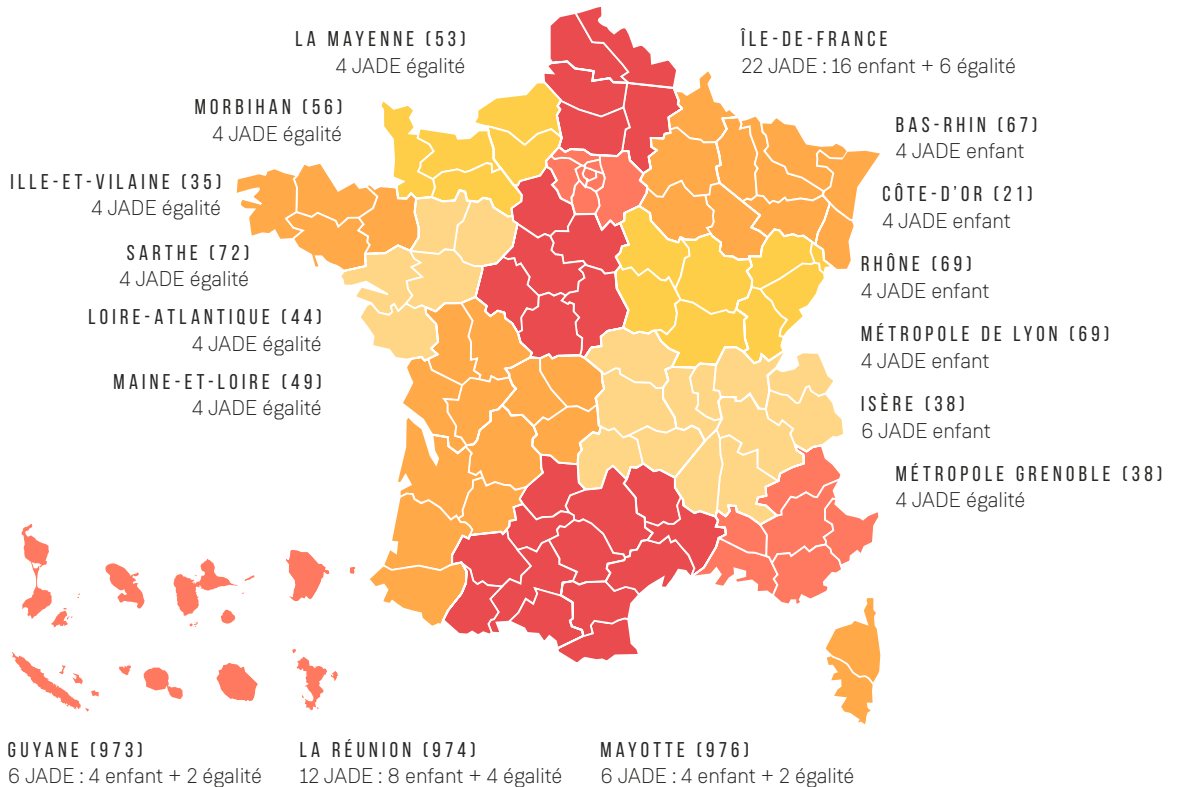 LA MAYENNE (53)
4 JADE égalité
MORBIHAN (56)
4 JADE égalité
ILLE-ET-VILAINE (35)
4 JADE égalité
SARTHE (72)
4 JADE égalité
LOIRE-ATLANTIQUE (44)
4 JADE égalité
MAINE-ET-LOIRE (49)
4 JADE égalité
ÎLE-DE-FRANCE
22 JADE : 16 enfant + 6 égalité
BAS-RHIN (67)
4 JADE enfant
CÔTE-D'OR (21)
4 JADE enfant
RHÔNE (69)
4 JADE enfant
MÉTROPOLE DE LYON (69)
4 JADE enfant
ISÈRE (38)
6 JADE enfant
MÉTROPOLE GRENOBLE (38)
4 JADE égalité
GUYANE (973)
6 JADE : 4 enfant + 2 égalité
LA RÉUNION (974)
12 JADE : 8 enfant + 4 égalité
MAYOTTE (976)
6 JADE : 4 enfant + 2 égalité